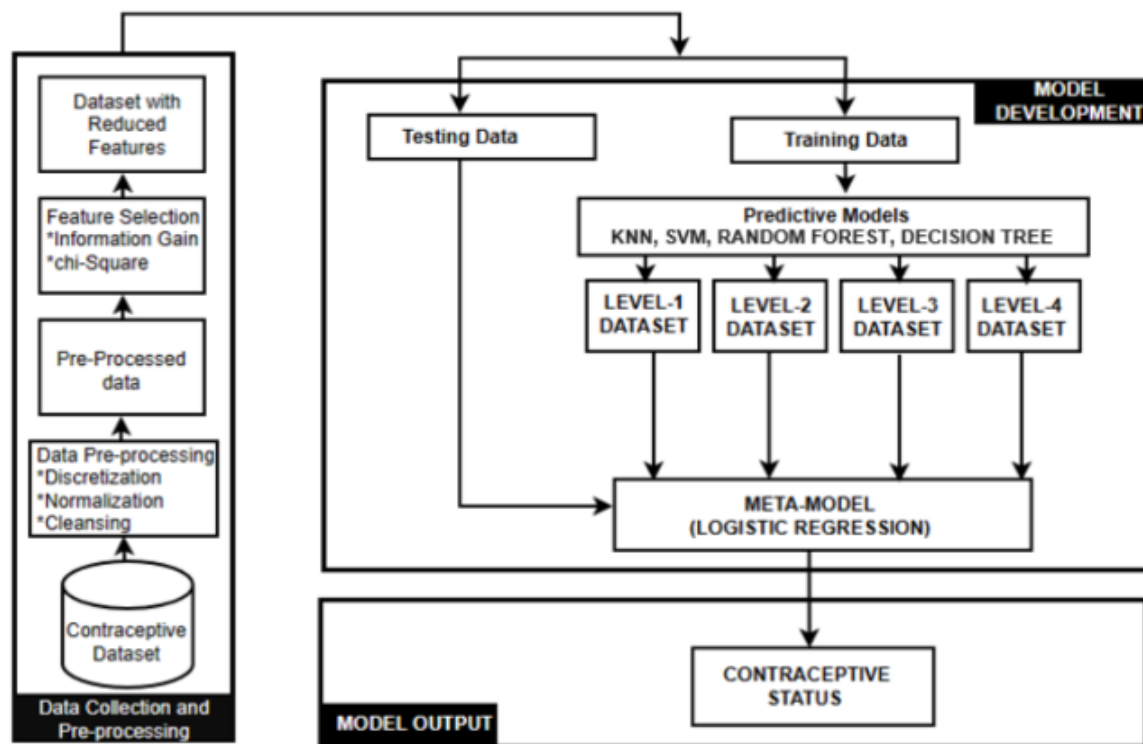 Dataset with
Reduced
Features
Feature Selection
*Information Gain
*chi-Square
Pre-Processed
data
Data Pre-processing
*Discretization
*Normalization
*Cleansing
Contraceptive
Dataset
Data Collection and
Pre-processing
MODEL
DEVELOPMENT
Testing Data
Training Data
Predictive Models
KNN, SVM, RANDOM FOREST, DECISION TREE
LEVEL-1
DATASET
LEVEL-2
DATASET
LEVEL-3
DATASET
LEVEL-4
DATASET
META-MODEL
(LOGISTIC REGRESSION)
CONTRACEPTIVE
STATUS
MODEL OUTPUT